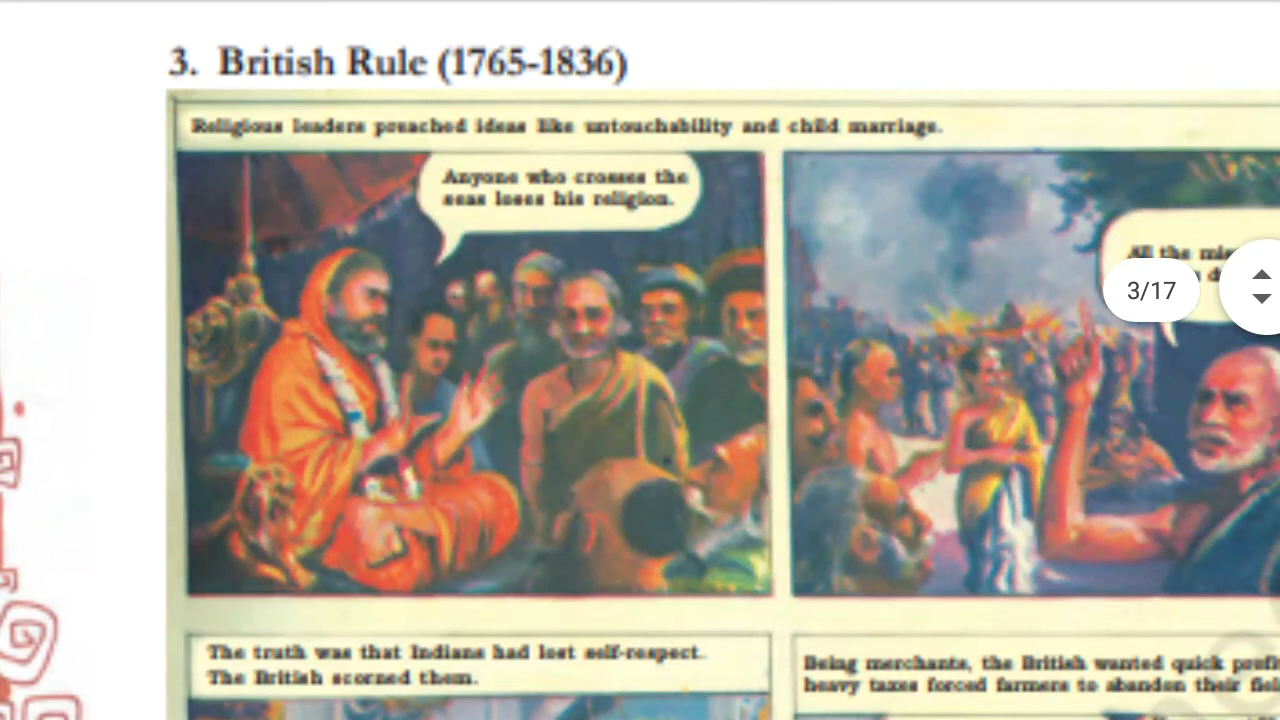 3. British Rule (1765-1836)
Religious leaders preached ideas like untouchability and child marriage.
Anyone who crosses the
seas loses his religion.
All the
3/17
The truth was that Indians had lost self-respect.
The British scorned them.
Being merchants, the British wanted quick
heavy taxes forced farmers to abandon their